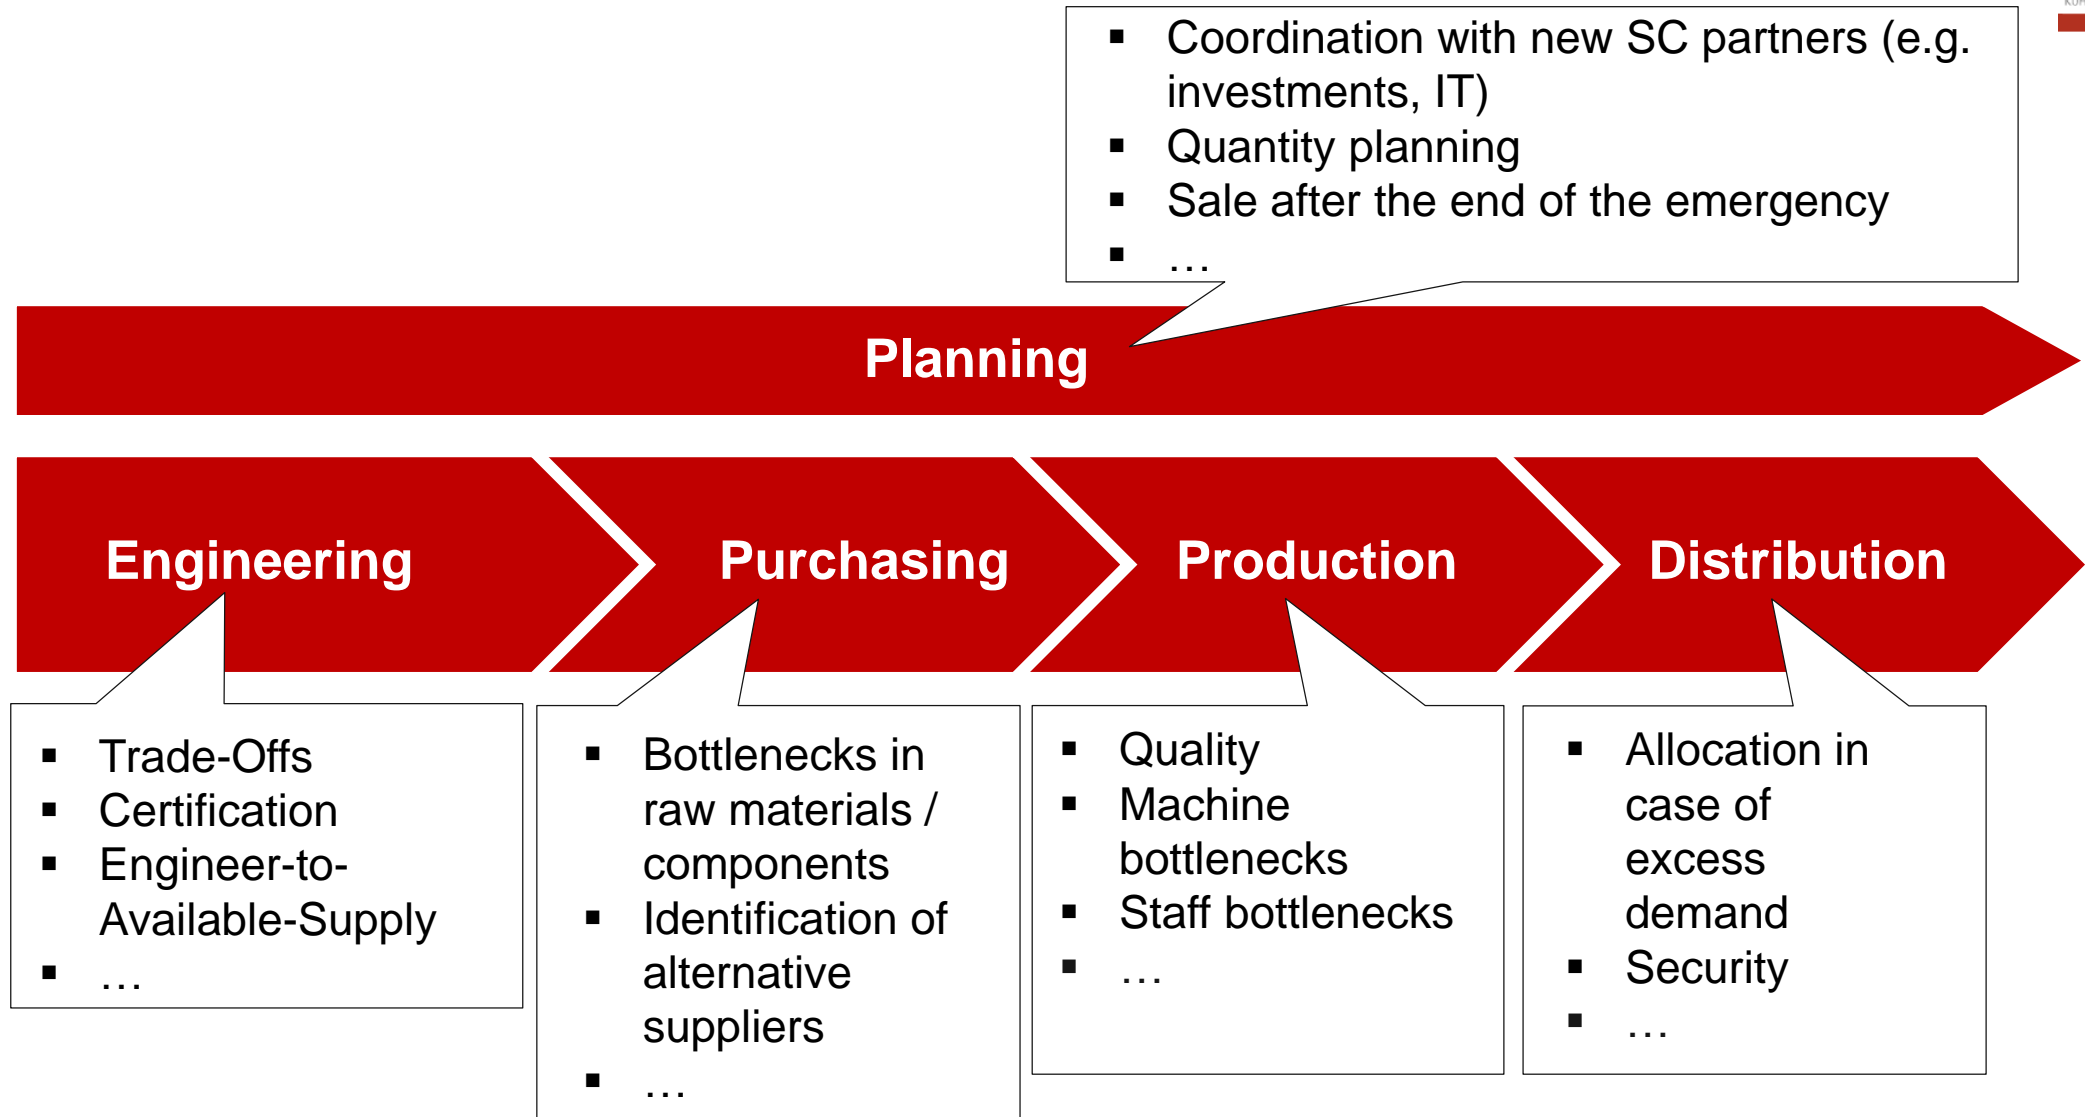 ▪ Coordination with new SC partners (e.g.
investments, IT)
▪ Quantity planning
▪ Sale after the end of the emergency
▪ …
Planning
Engineering
Purchasing
Production
Distribution
▪ Trade-Offs
▪ Certification
▪ Engineer-to-
Available-Supply
▪ …
▪ Bottlenecks in
raw materials /
components
▪ Identification of
alternative
suppliers
▪ …
▪ Quality
▪ Machine
bottlenecks
▪ Staff bottlenecks
▪ …
▪ Allocation in
case of
excess
demand
▪ Security
▪ …